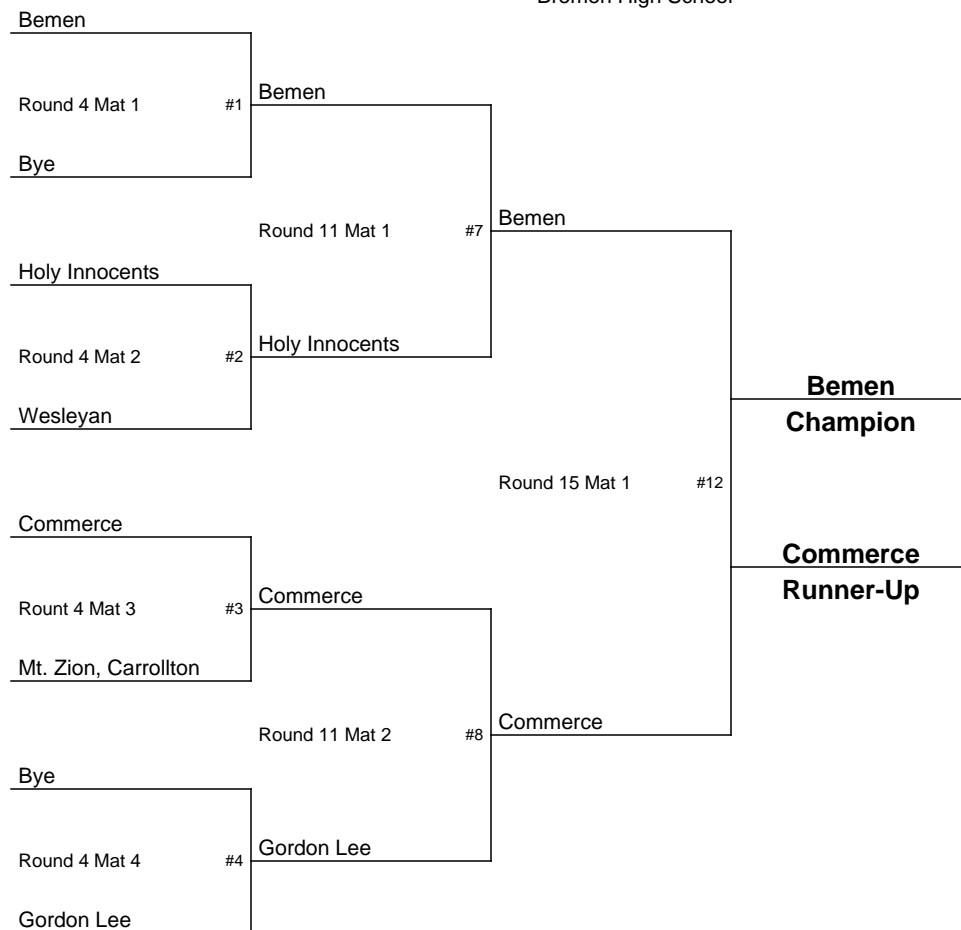 Bremen High School
Bemen
Round 4 Mat 1 #1
Bemen
Bye
Round 11 Mat 1 #7
Bemen
Holy Innocents
Round 4 Mat 2 #2
Holy Innocents
Wesleyan
Bemen
Champion
Round 15 Mat 1 #12
Commerce
Runner-Up
Commerce
Rount 4 Mat 3 #3
Commerce
Mt. Zion, Carrollton
Round 11 Mat 2 #8
Commerce
Bye
Round 4 Mat 4 #4
Gordon Lee
Gordon Lee